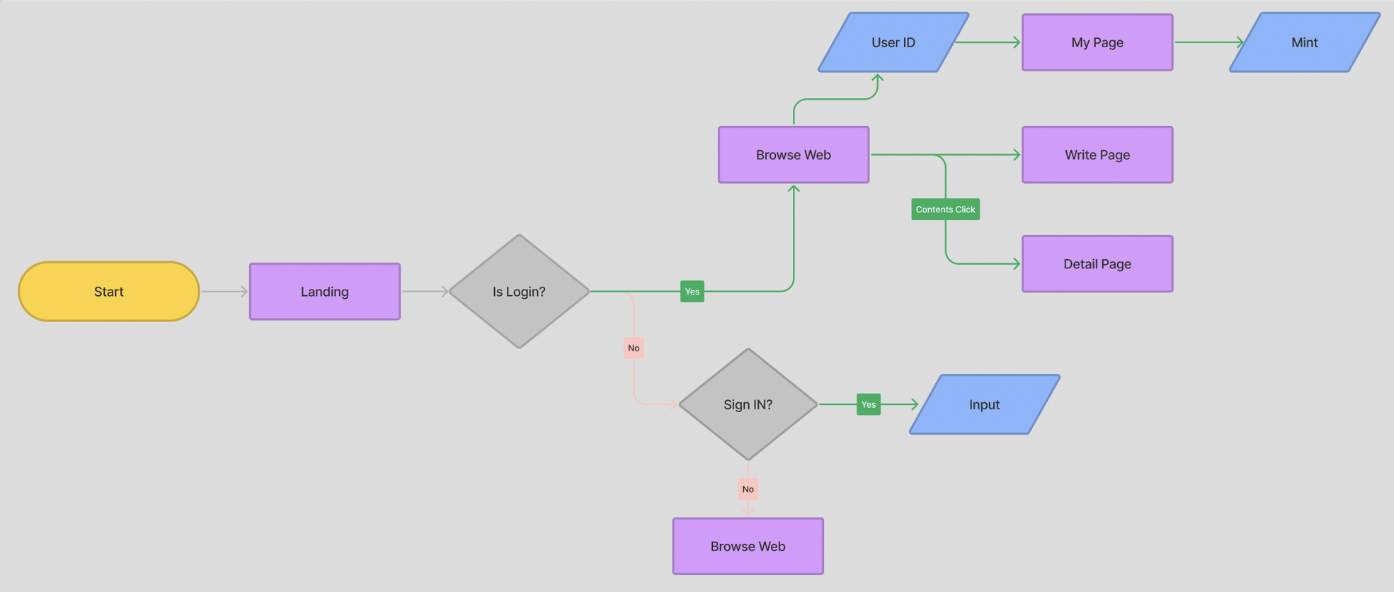 User ID
My Page
Mint
Browse Web
Write Page
Contents Click
Detail Page
Start
Landing
Is Login?
Yes
No
Sign IN?
Yes
Input
No
Browse Web